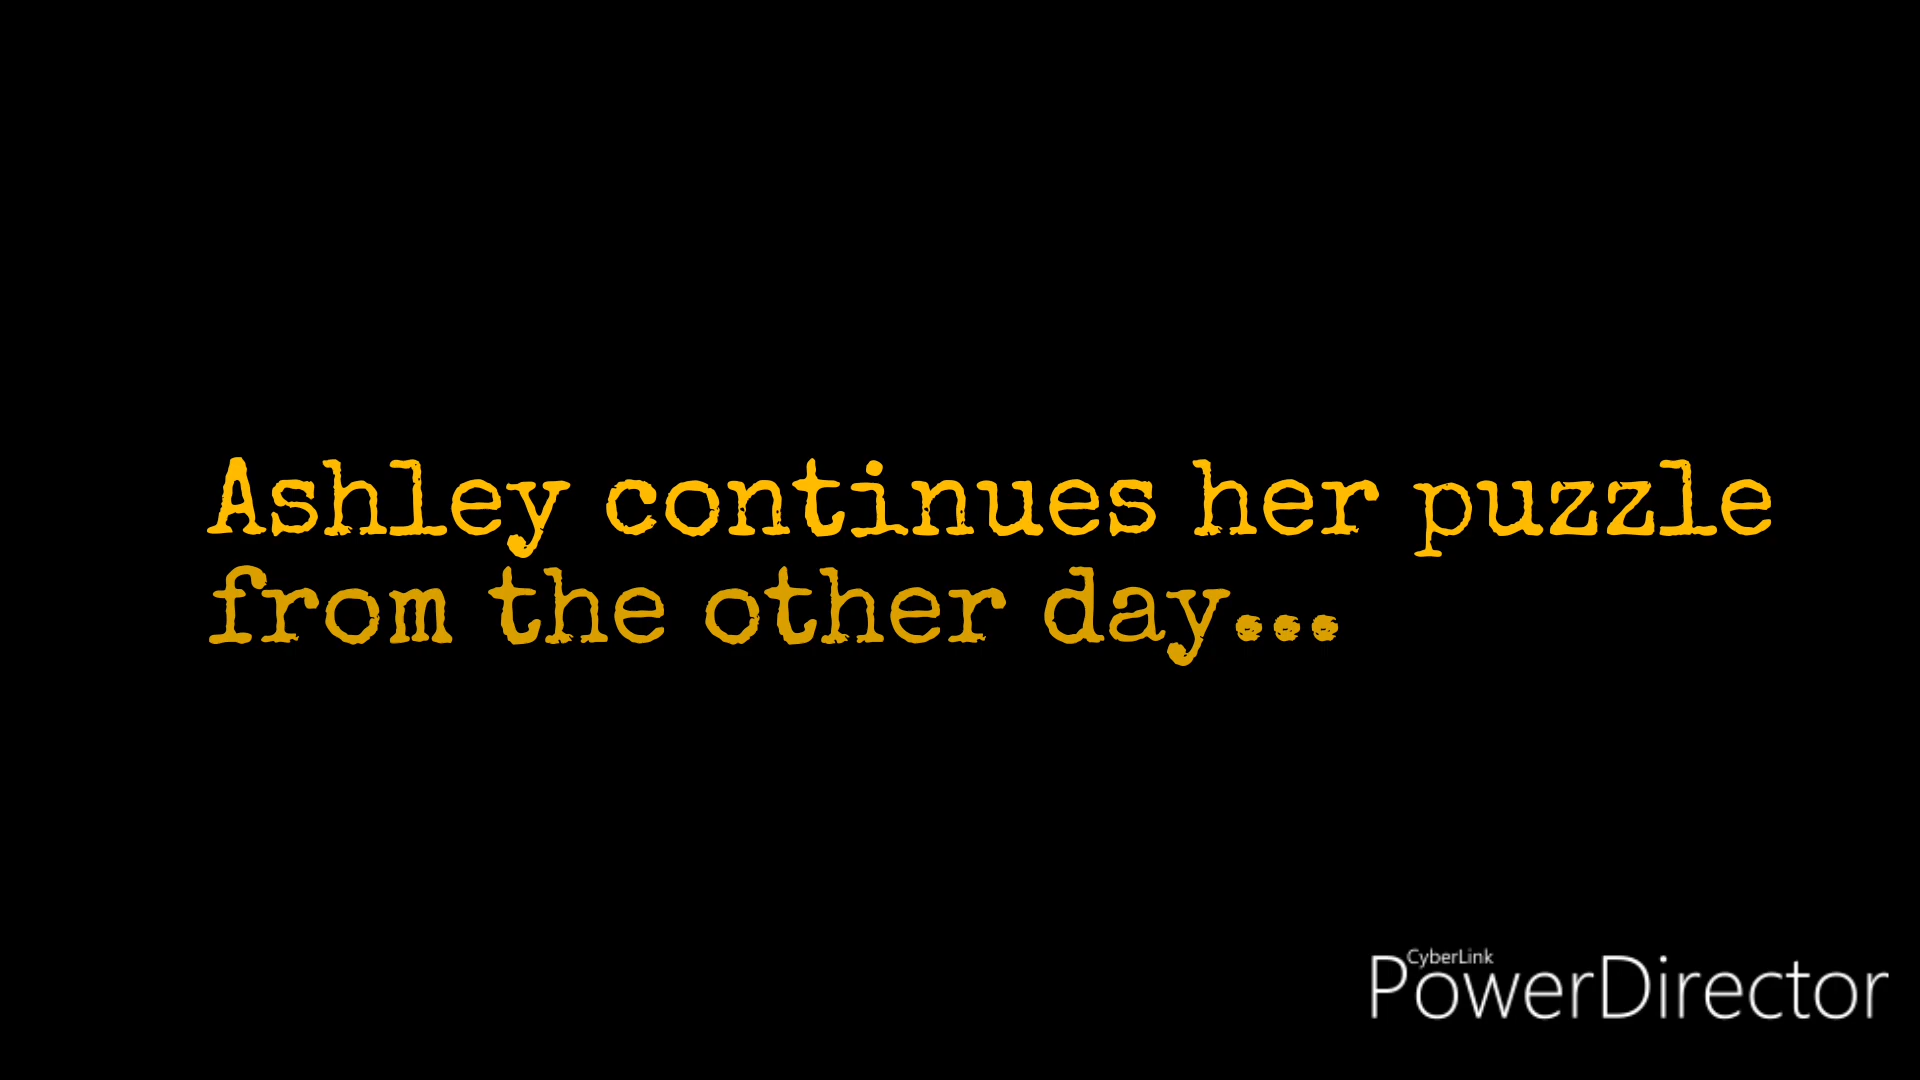 Ashley continues her puzzle
from the other day...
CyberLink
PowerDirector